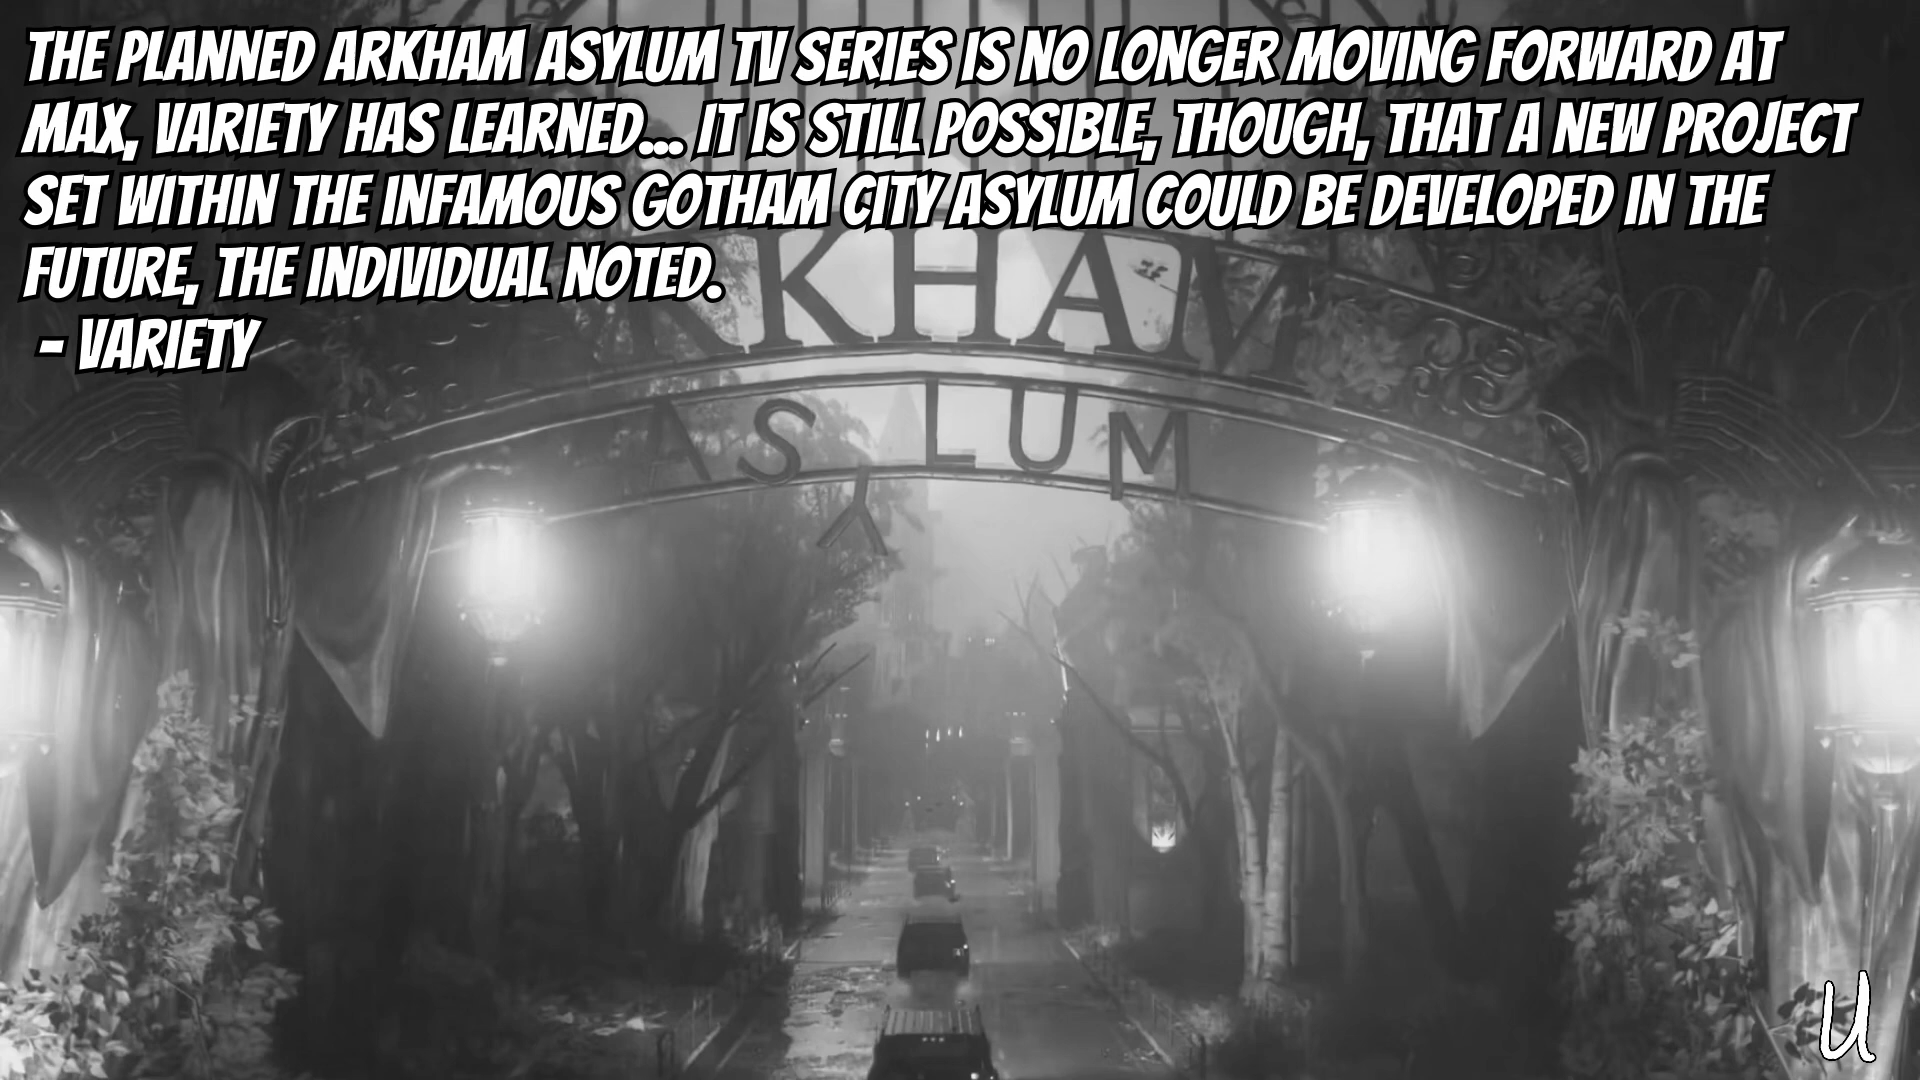 THE PLANNED ARKHAM ASYLUM TV SERIES IS NO LONGER MOVING FORWARD AT
MAX, VARIETY HAS LEARNED... IT IS STILL POSSIBLE, THOUGH, THAT A NEW PROJECT
SET WITHIN THE INFAMOUS GOTHAM CITY ASYLUM COULD BE DEVELOPED IN THE
FUTURE, THE INDIVIDUAL NOTED.
- VARIETY
ARKHAM
ASYLUM
U